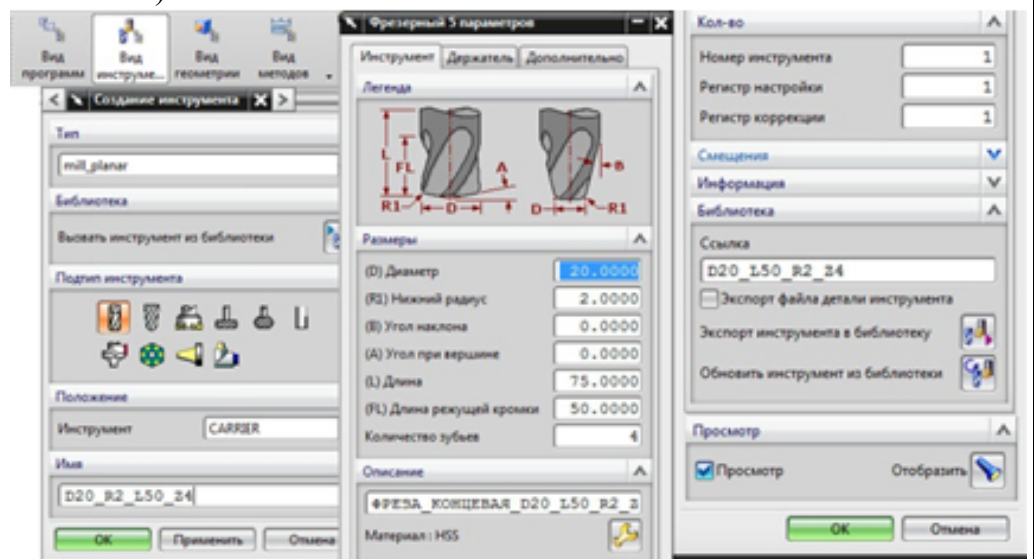 Вид программ
Вид инструме...
Вид геометрии
Вид методов
Создание инструмента
Тип
mill_planar
Библиотека
Вызвать инструмент из библиотеки
Подтип инструмента
Положение
Инструмент CARRIER
Имя
D20_R2_L50_Z4
OK Применить Отмена
Фрезерный 5 параметров
Инструмент Держатель Дополнительно
Легенда
L
FL
A
B
R1
D
D
R1
Размеры
(D) Диаметр 20.0000
(R1) Нижний радиус 2.0000
(B) Угол наклона 0.0000
(A) Угол при вершине 0.0000
(L) Длина 75.0000
(FL) Длина режущей кромки 50.0000
Количество зубьев 4
Описание
ФРЕЗА_КОНЦЕВАЯ_D20_L50_R2_Z
Материал : HSS
Кол-во
Номер инструмента 1
Регистр настройки 1
Регистр коррекции 1
Смещения
Информация
Библиотека
Ссылка
D20_L50_R2_Z4
Экспорт файла детали инструмента
Экспорт инструмента в библиотеку
Обновить инструмент из библиотеки
Просмотр
Просмотр Отобразить
OK Отмена